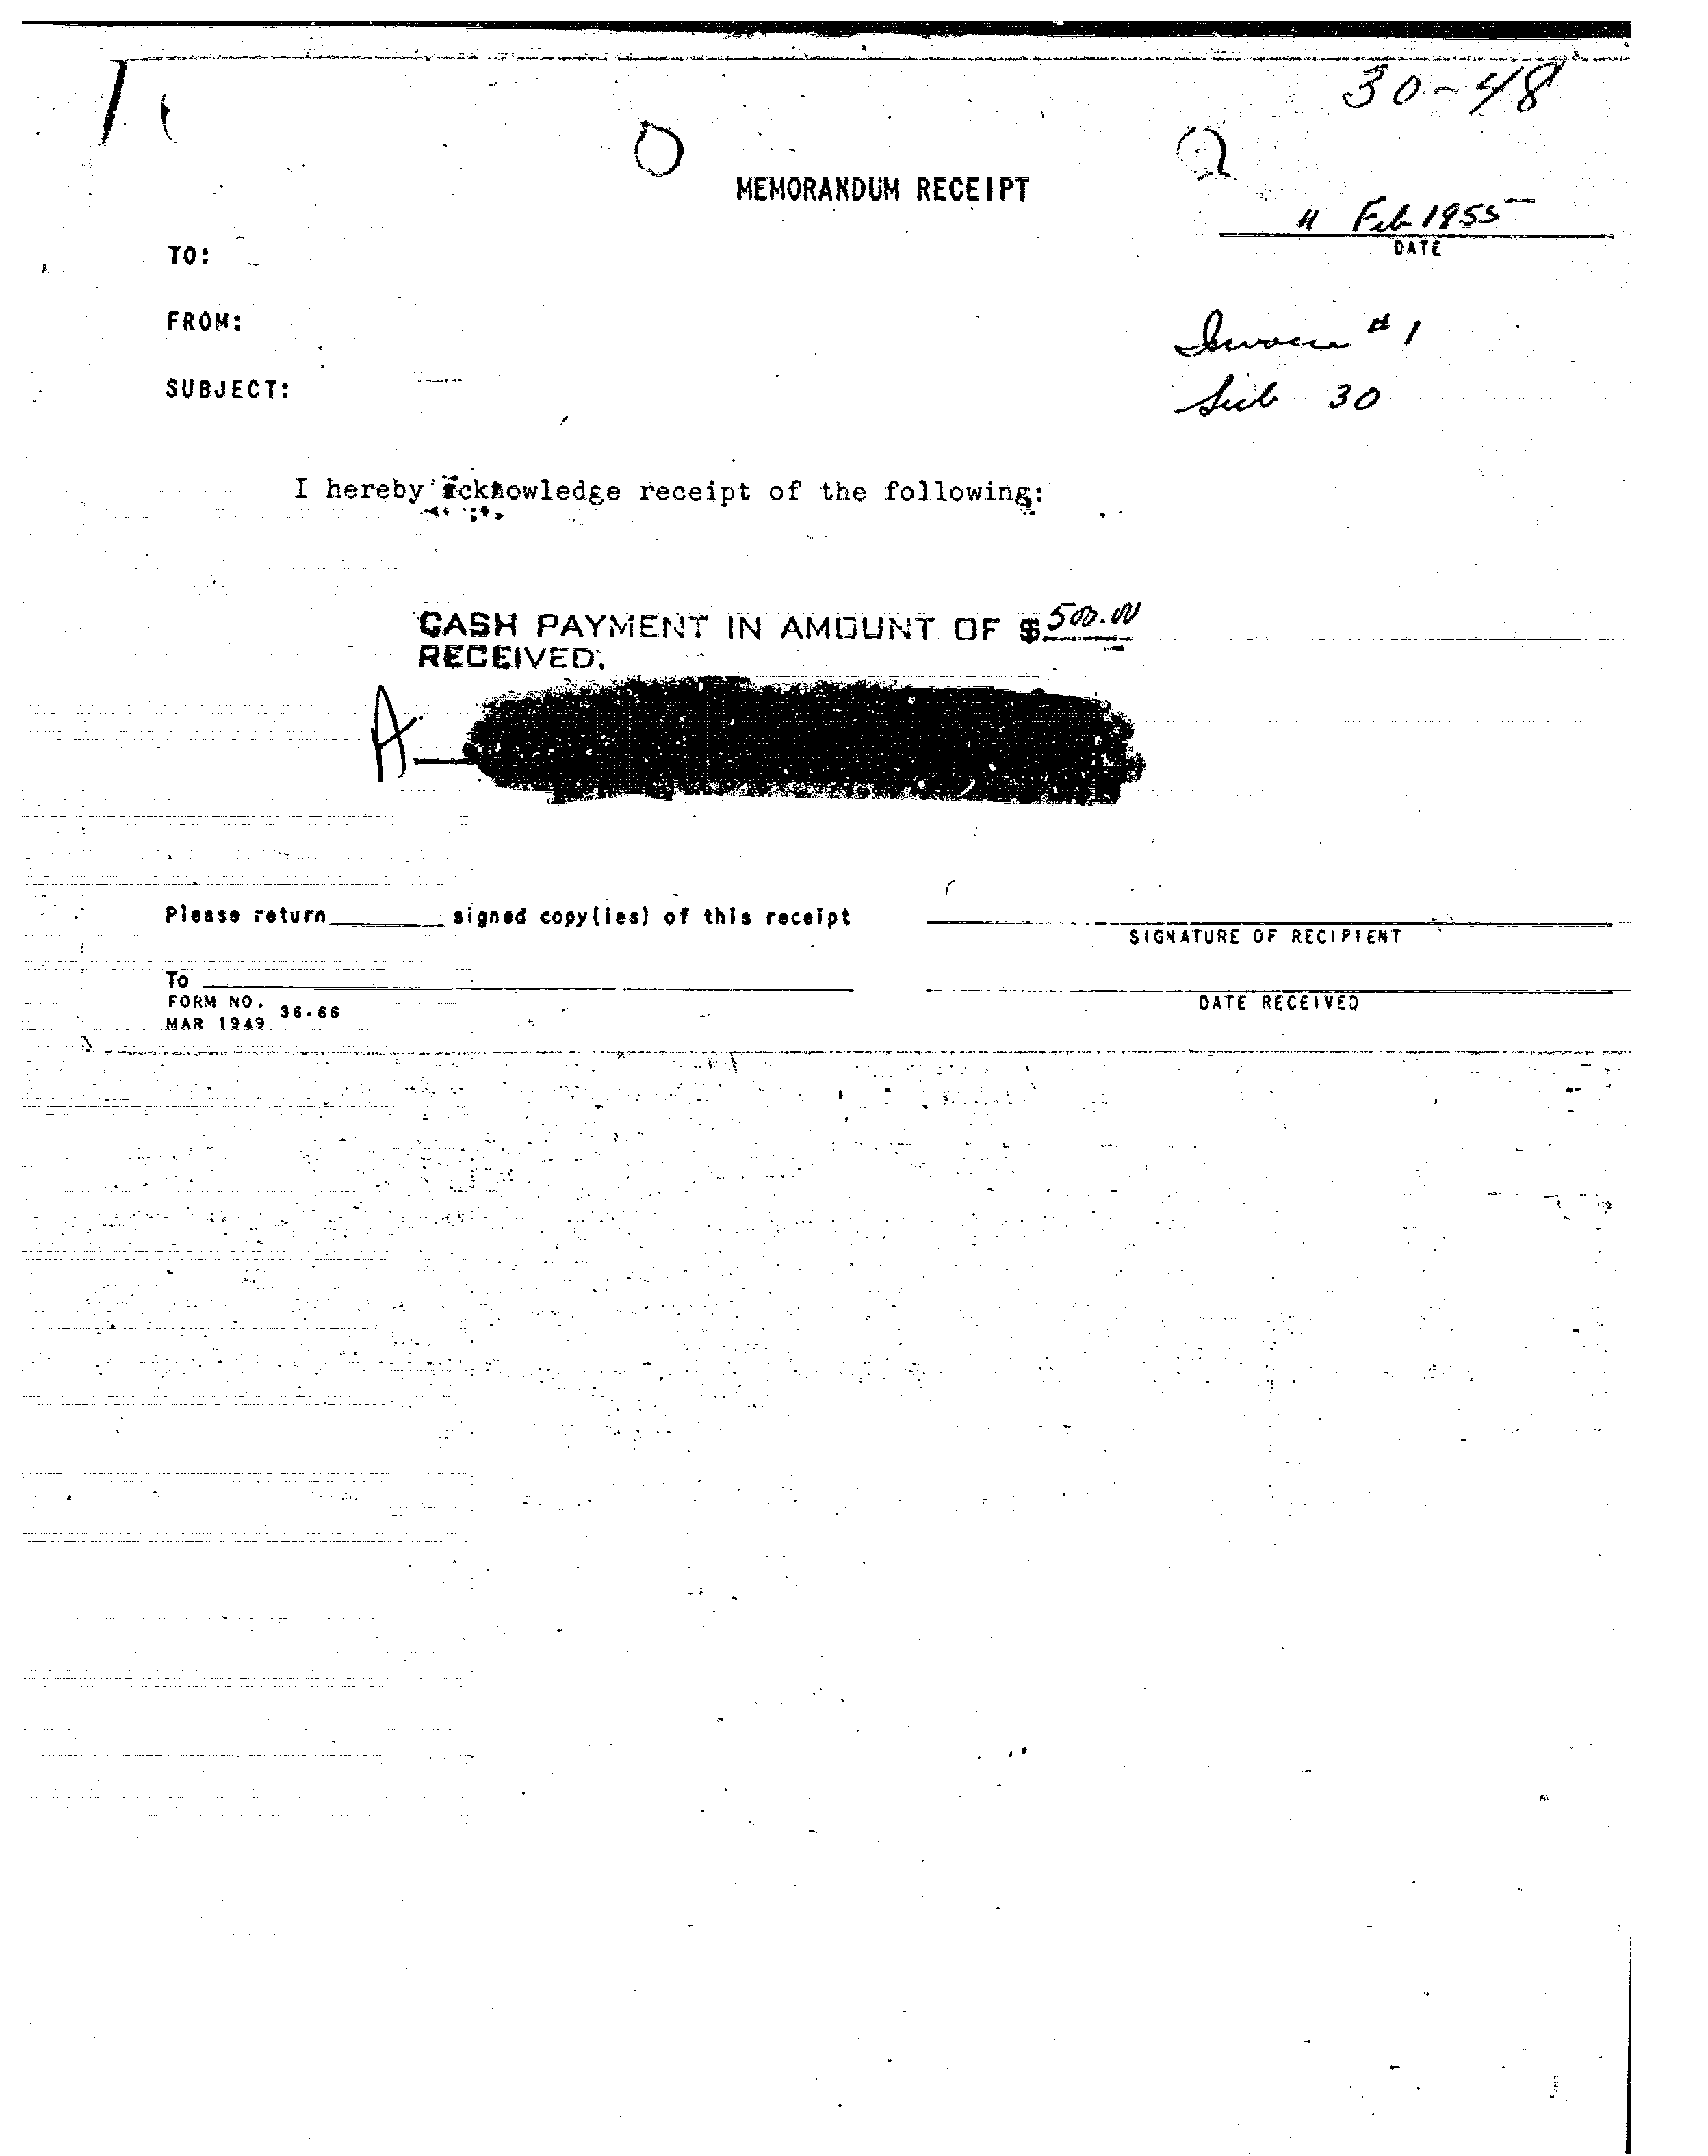 30-48
MEMORANDUM RECEIPT
11 Feb 1955
DATE
TO:
FROM:
Invoice #1
SUBJECT:
Sub 30
I hereby acknowledge receipt of the following:
CASH PAYMENT IN AMOUNT OF $500.00
RECEIVED.
A
Please return signed copy(ies) of this receipt
SIGNATURE OF RECIPIENT
To
DATE RECEIVED
FORM NO. 36-66
MAR 1949